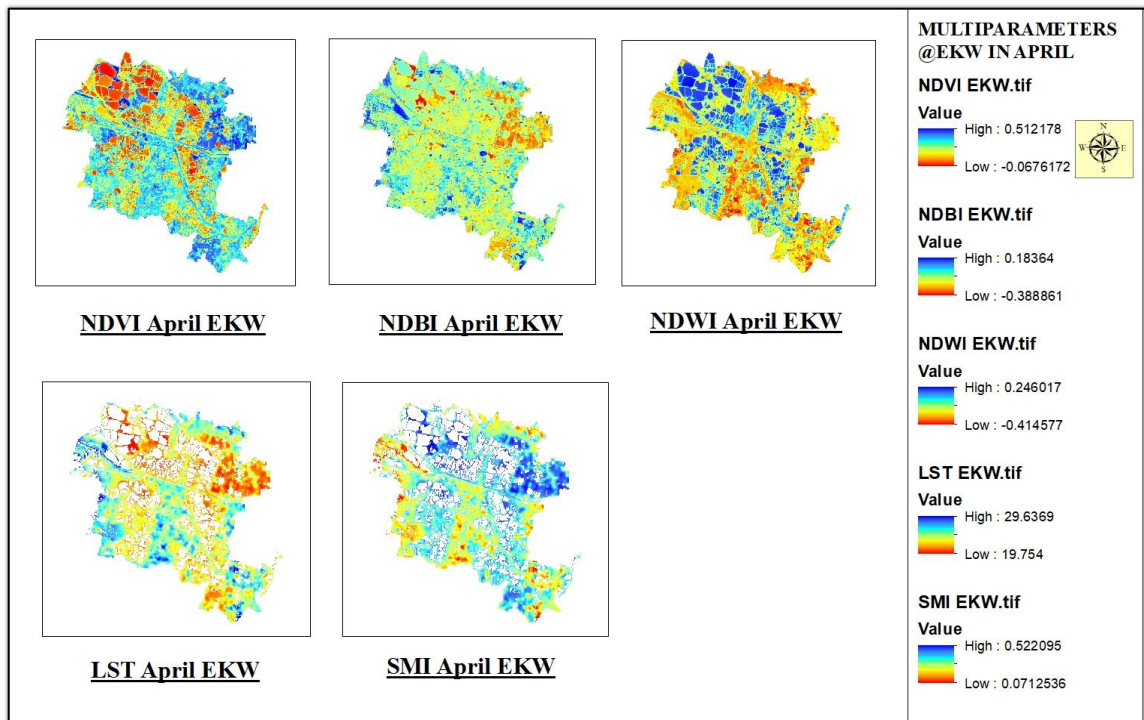 NDVI April EKW
NDBI April EKW
NDWI April EKW
LST April EKW
SMI April EKW
MULTIPARAMETERS
@EKW IN APRIL
NDVI EKW.tif
Value
High : 0.512178
Low : -0.0676172
N
W
E
S
NDBI EKW.tif
Value
High : 0.18364
Low : -0.388861
NDWI EKW.tif
Value
High : 0.246017
Low : -0.414577
LST EKW.tif
Value
High : 29.6369
Low : 19.754
SMI EKW.tif
Value
High : 0.522095
Low : 0.0712536